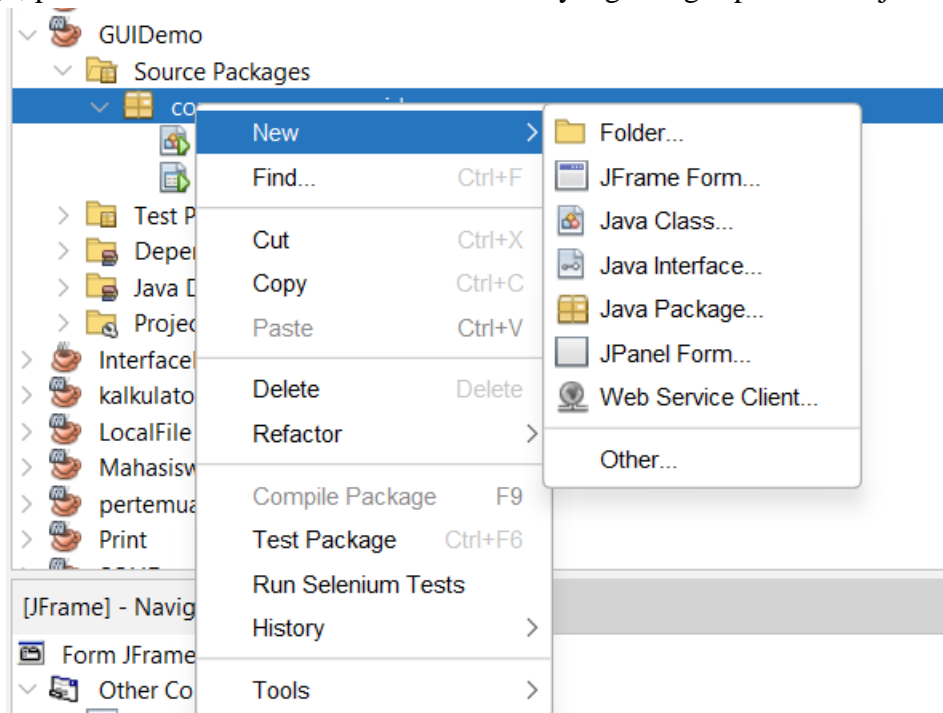 GUIDemo
Source Packages
co
New
Find... Ctrl+F
Cut Ctrl+X
Copy Ctrl+C
Paste Ctrl+V
Delete Delete
Refactor
Compile Package F9
Test Package Ctrl+F6
Run Selenium Tests
History
Tools
Folder...
JFrame Form...
Java Class...
Java Interface...
Java Package...
JPanel Form...
Web Service Client...
Other...
Test P
Depe
Java D
Projec
Interface
kalkulato
LocalFile
Mahasisw
pertemua
Print
[JFrame] - Navig
Form JFrame
Other Co